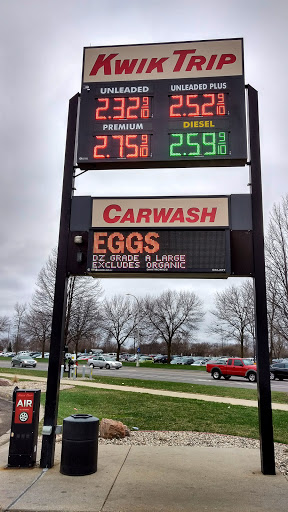 KWIK TRIP
UNLEADED UNLEADED PLUS
2.32 9/10 2.52 9/10
PREMIUM DIESEL
2.75 9/10 2.59 9/10
CARWASH
EGGS
DZ GRADE A LARGE
EXCLUDES ORGANIC
AIR